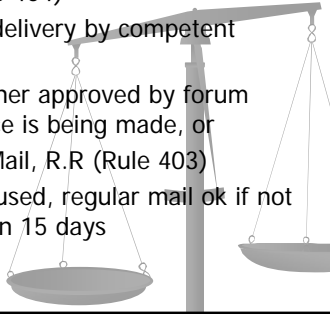 delivery by competent
ner approved by forum
e is being made, or
Mail, R.R (Rule 403)
used, regular mail ok if not
n 15 days